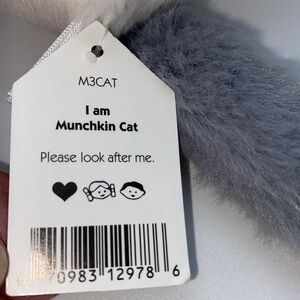 M3CAT
I am
Munchkin Cat
Please look after me.
70983 12978 6